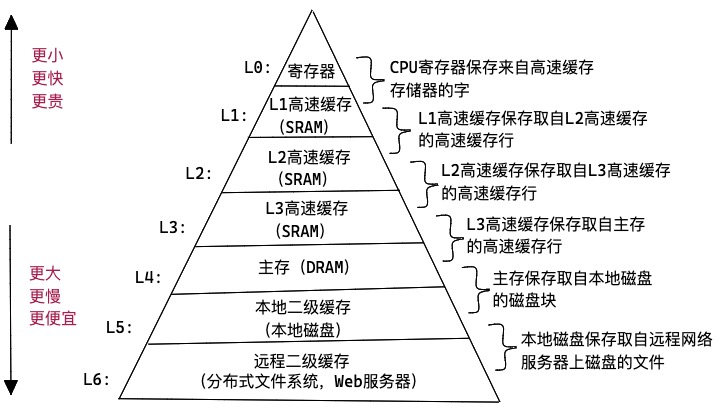 更小
更快
更贵
更大
更慢
更便宜
L0:
寄存器
CPU寄存器保存来自高速缓存
存储器的字
L1:
L1高速缓存
(SRAM)
L1高速缓存保存取自L2高速缓存
的高速缓存行
L2:
L2高速缓存
(SRAM)
L2高速缓存保存取自L3高速缓存
的高速缓存行
L3:
L3高速缓存
(SRAM)
L3高速缓存保存取自主存
的高速缓存行
L4:
主存 (DRAM)
主存保存取自本地磁盘
的磁盘块
L5:
本地二级缓存
(本地磁盘)
本地磁盘保存取自远程网络
服务器上磁盘的文件
L6:
远程二级缓存
(分布式文件系统, Web服务器)